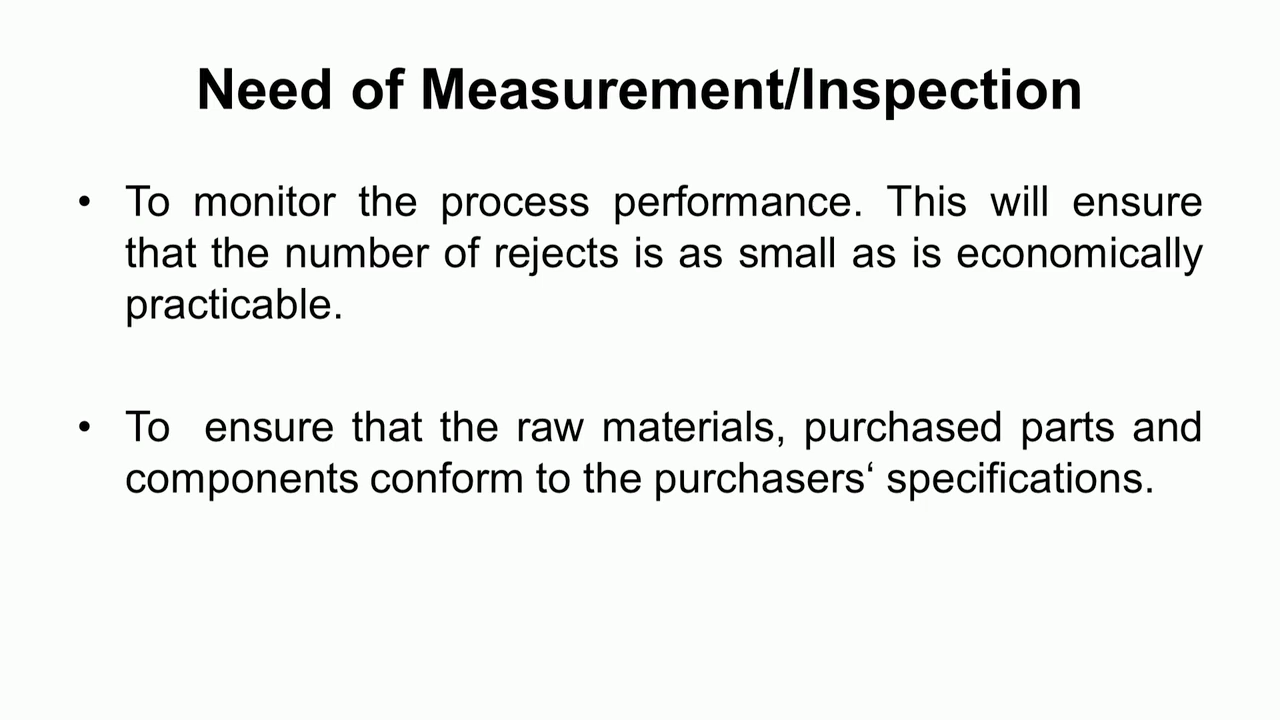 Need of Measurement/Inspection
• To monitor the process performance. This will ensure
that the number of rejects is as small as is economically
practicable.
• To  ensure that the raw materials, purchased parts and
components conform to the purchasers‘ specifications.